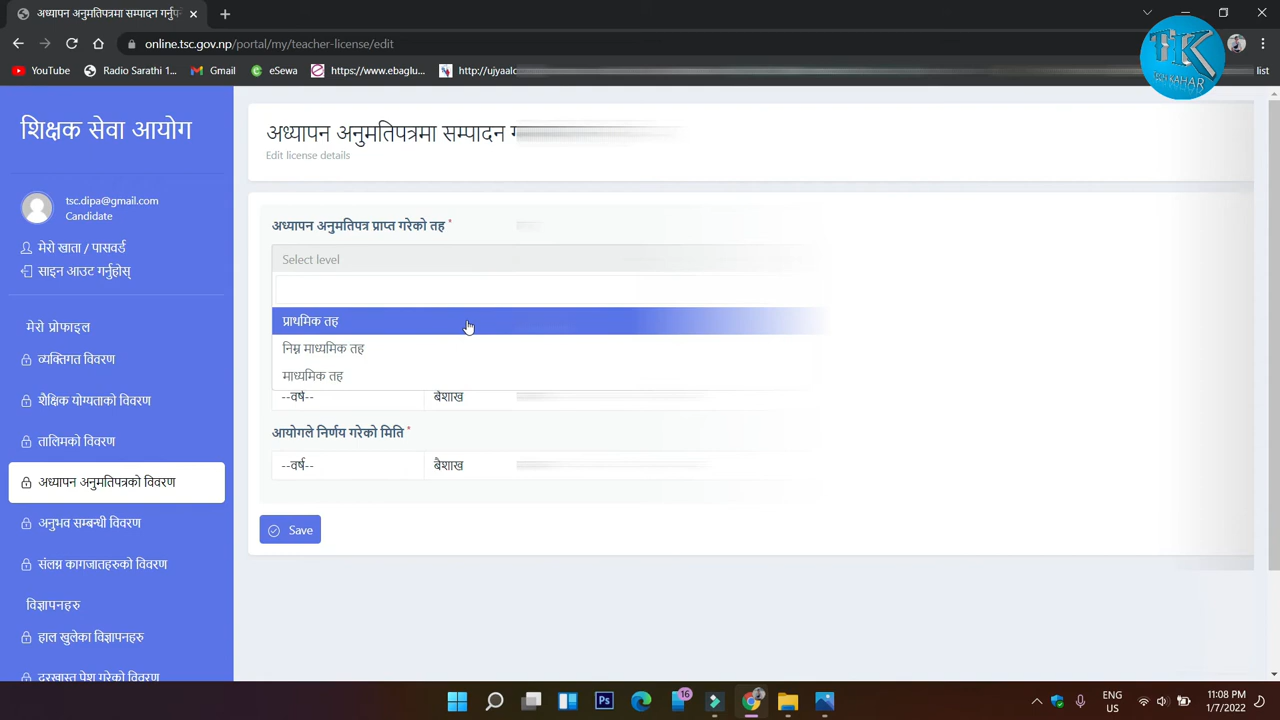 अध्यापन अनुमतिपत्रमा सम्पादन गर्नुप
online.tsc.gov.np/portal/my/teacher-license/edit
YouTube Radio Sarathi 1... Gmail eSewa https://www.ebaglu... http://ujyaalo list
शिक्षक सेवा आयोग
tsc.dipa@gmail.com
Candidate
मेरो खाता / पासवर्ड
साइन आउट गर्नुहोस्
मेरो प्रोफाइल
व्यक्तिगत विवरण
शैक्षिक योग्यताको विवरण
तालिमको विवरण
अध्यापन अनुमतिपत्रको विवरण
अनुभव सम्बन्धी विवरण
संलग्न कागजातहरुको विवरण
विज्ञापनहरु
हाल खुलेका विज्ञापनहरु
दरखास्त पेश गरेको विवरण
अध्यापन अनुमतिपत्रमा सम्पादन
Edit license details
अध्यापन अनुमतिपत्र प्राप्त गरेको तह *
Select level
प्राथमिक तह
निम्न माध्यमिक तह
माध्यमिक तह
--वर्ष-- बैशाख
आयोगले निर्णय गरेको मिति *
--वर्ष-- बैशाख
Save
16
ENG
US
11:08 PM
1/7/2022